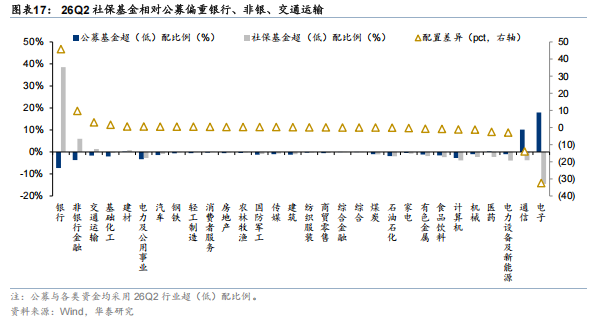 图表17： 26Q2 社保基金相对公募偏重银行、非银、交通运输
公募基金超（低）配比例（%）
社保基金超（低）配比例（%）
配置差异（pct，右轴）
50%
40%
30%
20%
10%
0%
-10%
-20%
50
40
30
20
10
0
(10)
(20)
(30)
(40)
银行
非银行金融
交通运输
基础化工
建材
电力及公用事业
汽车
钢铁
轻工制造
消费者服务
房地产
农林牧渔
国防军工
传媒
建筑
纺织服装
商贸零售
综合金融
综合
煤炭
石油石化
家电
有色金属
食品饮料
计算机
机械
医药
电力设备及新能源
通信
电子
注：公募与各类资金均采用 26Q2 行业超（低）配比例。
资料来源：Wind，华泰研究